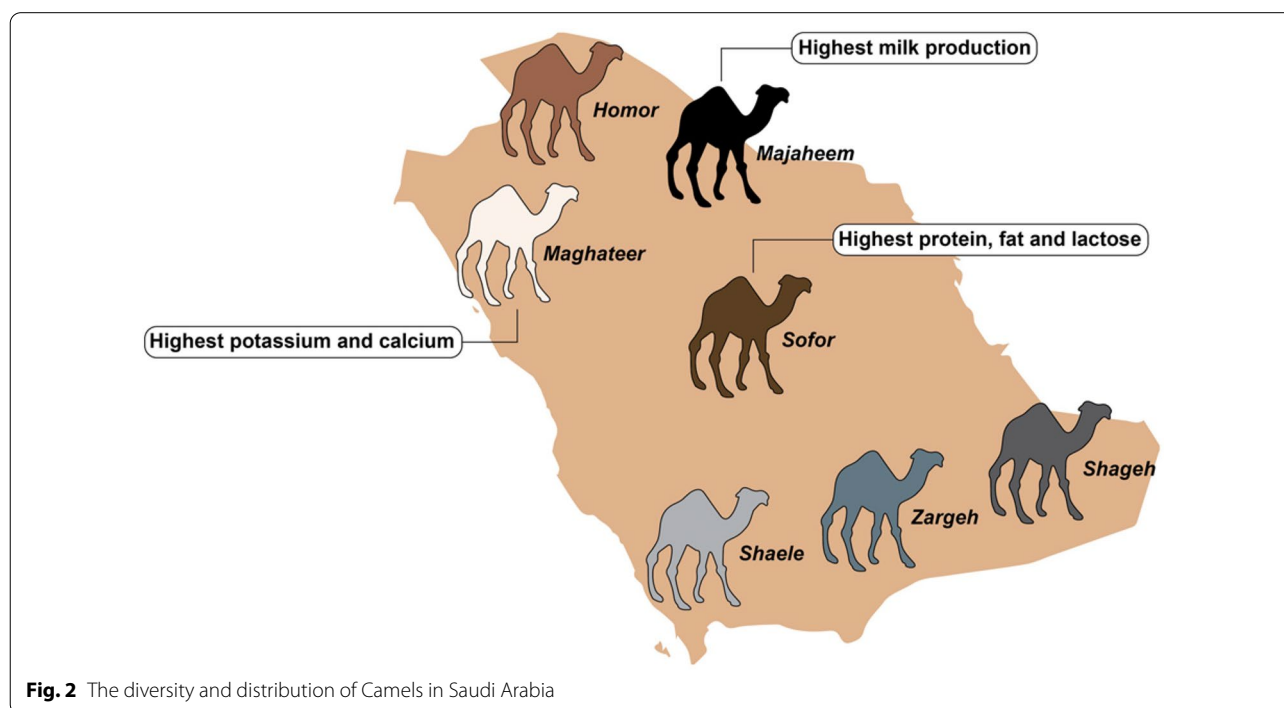 Highest milk production
Homor
Majaheem
Highest protein, fat and lactose
Maghateer
Highest potassium and calcium
Sofor
Shageh
Zargeh
Shaele
Fig. 2 The diversity and distribution of Camels in Saudi Arabia